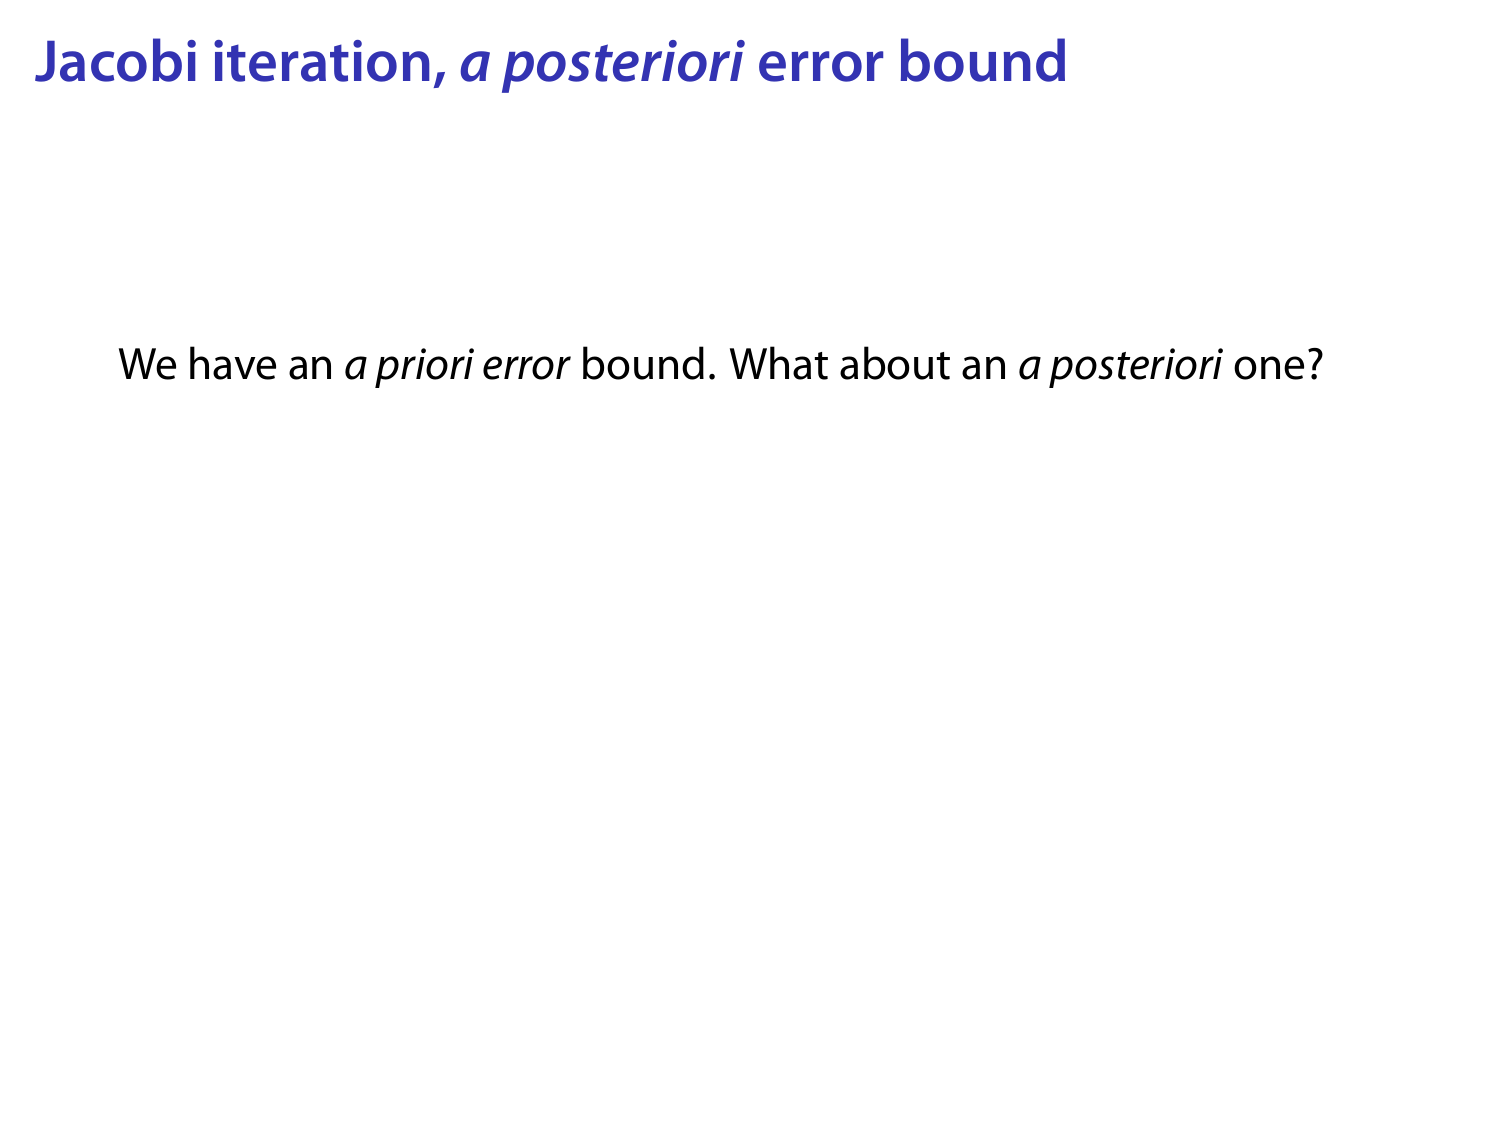 Jacobi iteration, a posteriori error bound
We have an a priori error bound. What about an a posteriori one?